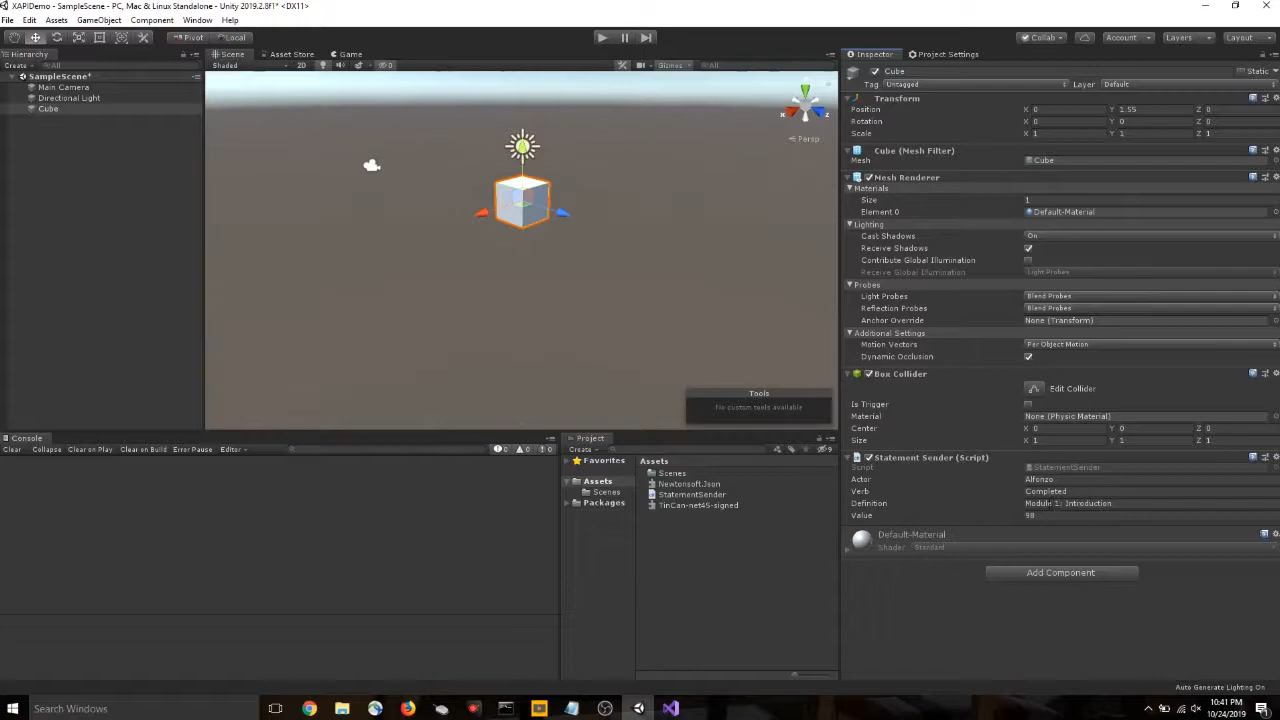 XAPIDemo - SampleScene - PC, Mac & Linux Standalone - Unity 2019.2.8f1* <DX11>
File Edit Assets GameObject Component Window Help
Pivot Local Collab Account Layers Layout
Hierarchy
Create All
SampleScene*
Main Camera
Directional Light
Cube
Scene Asset Store Game
Shaded 2D 0 Gizmos All
x z
Persp
Tools
No custom tools available
Inspector Project Settings
Cube Static
Tag Untagged Layer Default
Transform
Position X 0 Y 1.55 Z 0
Rotation X 0 Y 0 Z 0
Scale X 1 Y 1 Z 1
Cube (Mesh Filter)
Mesh Cube
Mesh Renderer
Materials
Size 1
Element 0 Default-Material
Lighting
Cast Shadows On
Receive Shadows
Contribute Global Illumination
Receive Global Illumination Light Probes
Probes
Light Probes Blend Probes
Reflection Probes Blend Probes
Anchor Override None (Transform)
Additional Settings
Motion Vectors Per Object Motion
Dynamic Occlusion
Box Collider
Edit Collider
Is Trigger
Material None (Physic Material)
Center X 0 Y 0 Z 0
Size X 1 Y 1 Z 1
Statement Sender (Script)
Script StatementSender
Actor Alfonzo
Verb Completed
Definition Module 1: Introduction
Value 98
Default-Material
Shader Standard
Add Component
Auto Generate Lighting On
Console
Clear Collapse Clear on Play Clear on Build Error Pause Editor 0 0 0
Project
Create 9
Favorites
Assets
Scenes
Packages
Assets
Scenes
Newtonsoft.Json
StatementSender
TinCan-net45-signed
Search Windows
10:41 PM
10/24/2019